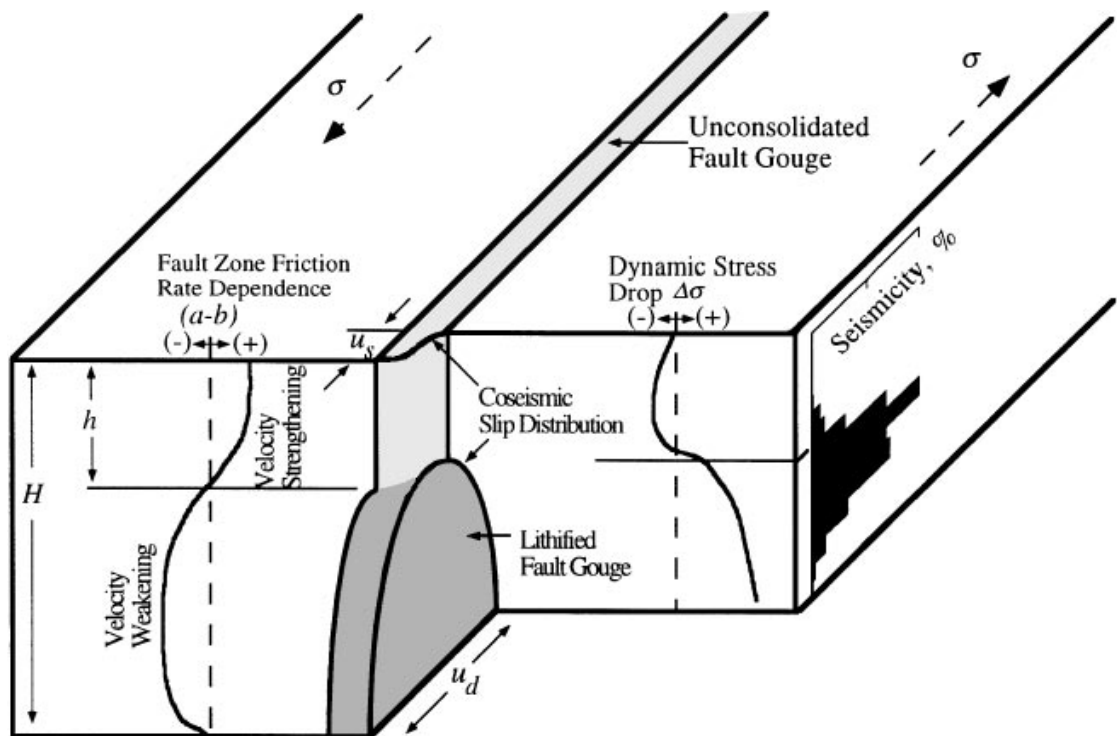 σ
σ
Unconsolidated
Fault Gouge
Fault Zone Friction
Rate Dependence
(a-b)
(-) (+)
Dynamic Stress
Drop Δσ
(-) (+)
Seismicity, %
u_s
h
H
Velocity
Strengthening
Coseismic
Slip Distribution
Velocity
Weakening
Lithified
Fault Gouge
u_d